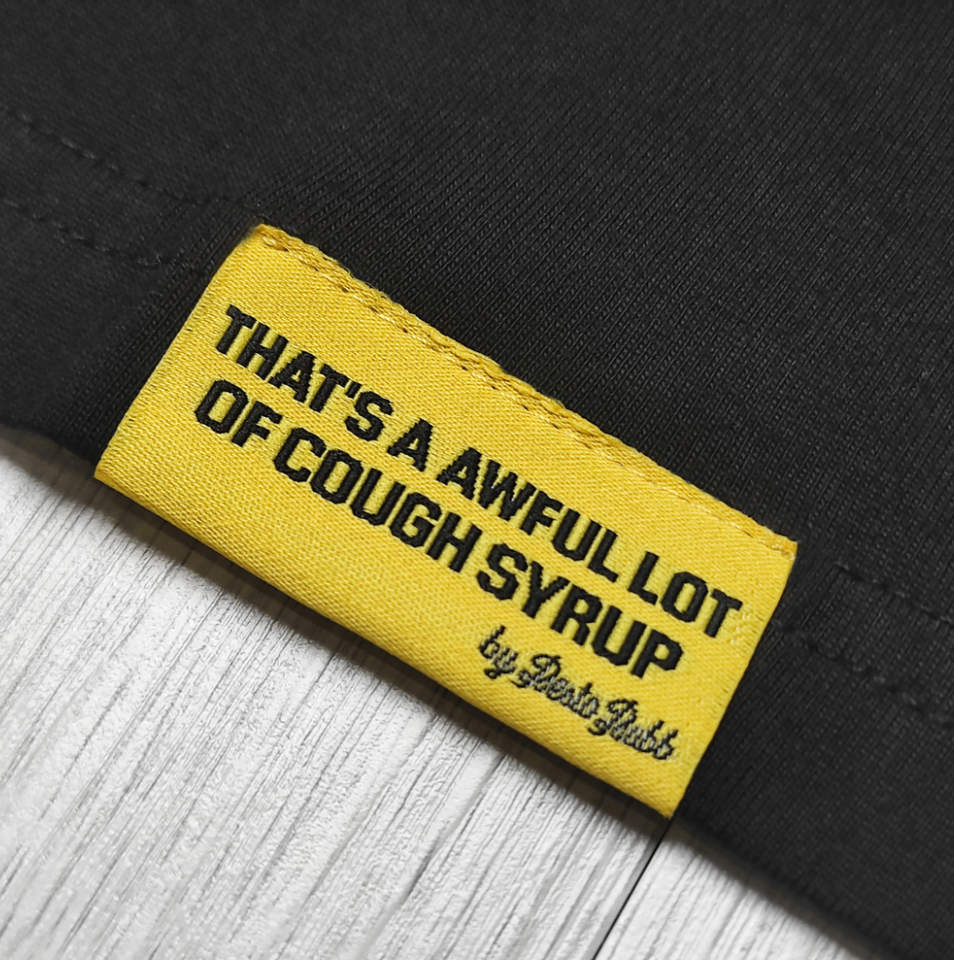 THAT'S A AWFUL LOT
OF COUGH SYRUP
by Desto Dubb